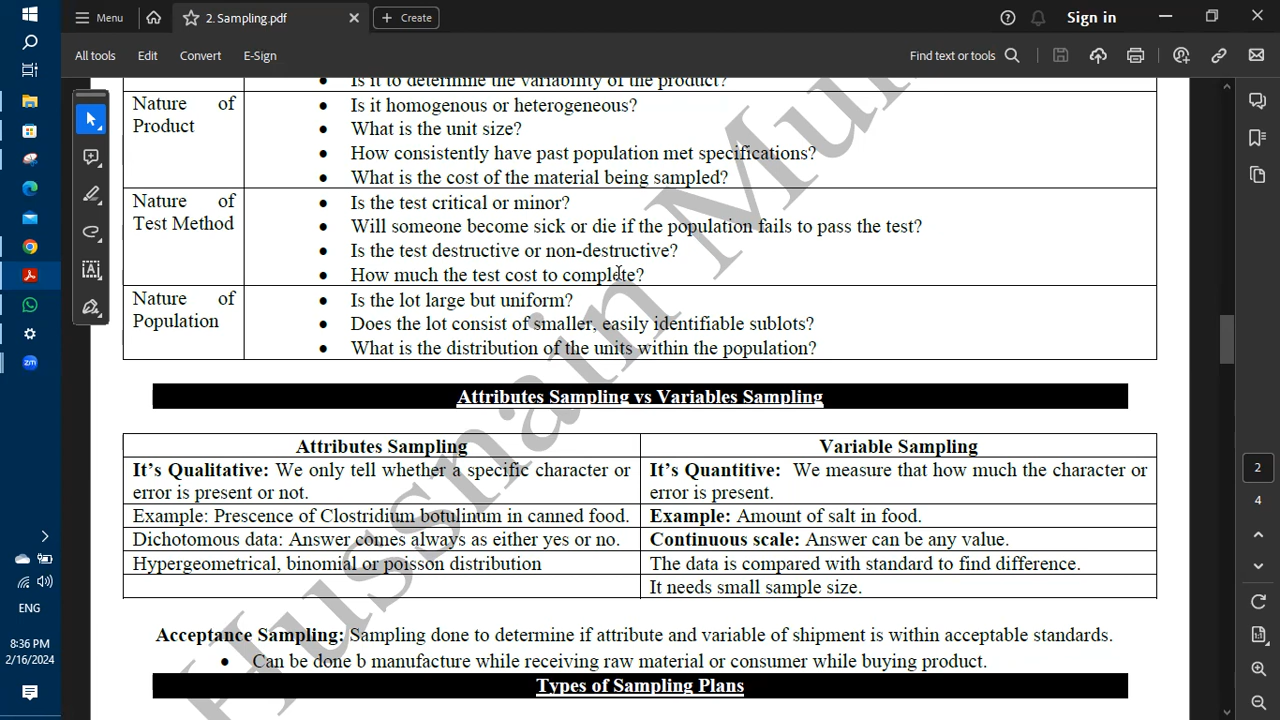 Menu
2. Sampling.pdf
Create
Sign in
All tools
Edit
Convert
E-Sign
Find text or tools
Is it to determine the variability of the product?
Nature of
Product
• Is it homogenous or heterogeneous?
• What is the unit size?
• How consistently have past population met specifications?
• What is the cost of the material being sampled?
Nature of
Test Method
• Is the test critical or minor?
• Will someone become sick or die if the population fails to pass the test?
• Is the test destructive or non-destructive?
• How much the test cost to complete?
Nature of
Population
• Is the lot large but uniform?
• Does the lot consist of smaller, easily identifiable sublots?
• What is the distribution of the units within the population?
Attributes Sampling vs Variables Sampling
Attributes Sampling
Variable Sampling
It's Qualitative: We only tell whether a specific character or
error is present or not.
It's Quantitive: We measure that how much the character or
error is present.
Example: Prescence of Clostridium botulinum in canned food.
Example: Amount of salt in food.
Dichotomous data: Answer comes always as either yes or no.
Continuous scale: Answer can be any value.
Hypergeometrical, binomial or poisson distribution
The data is compared with standard to find difference.
It needs small sample size.
Acceptance Sampling: Sampling done to determine if attribute and variable of shipment is within acceptable standards.
• Can be done b manufacture while receiving raw material or consumer while buying product.
Types of Sampling Plans
Hussnain Mu
2
4
ENG
8:36 PM
2/16/2024
zm